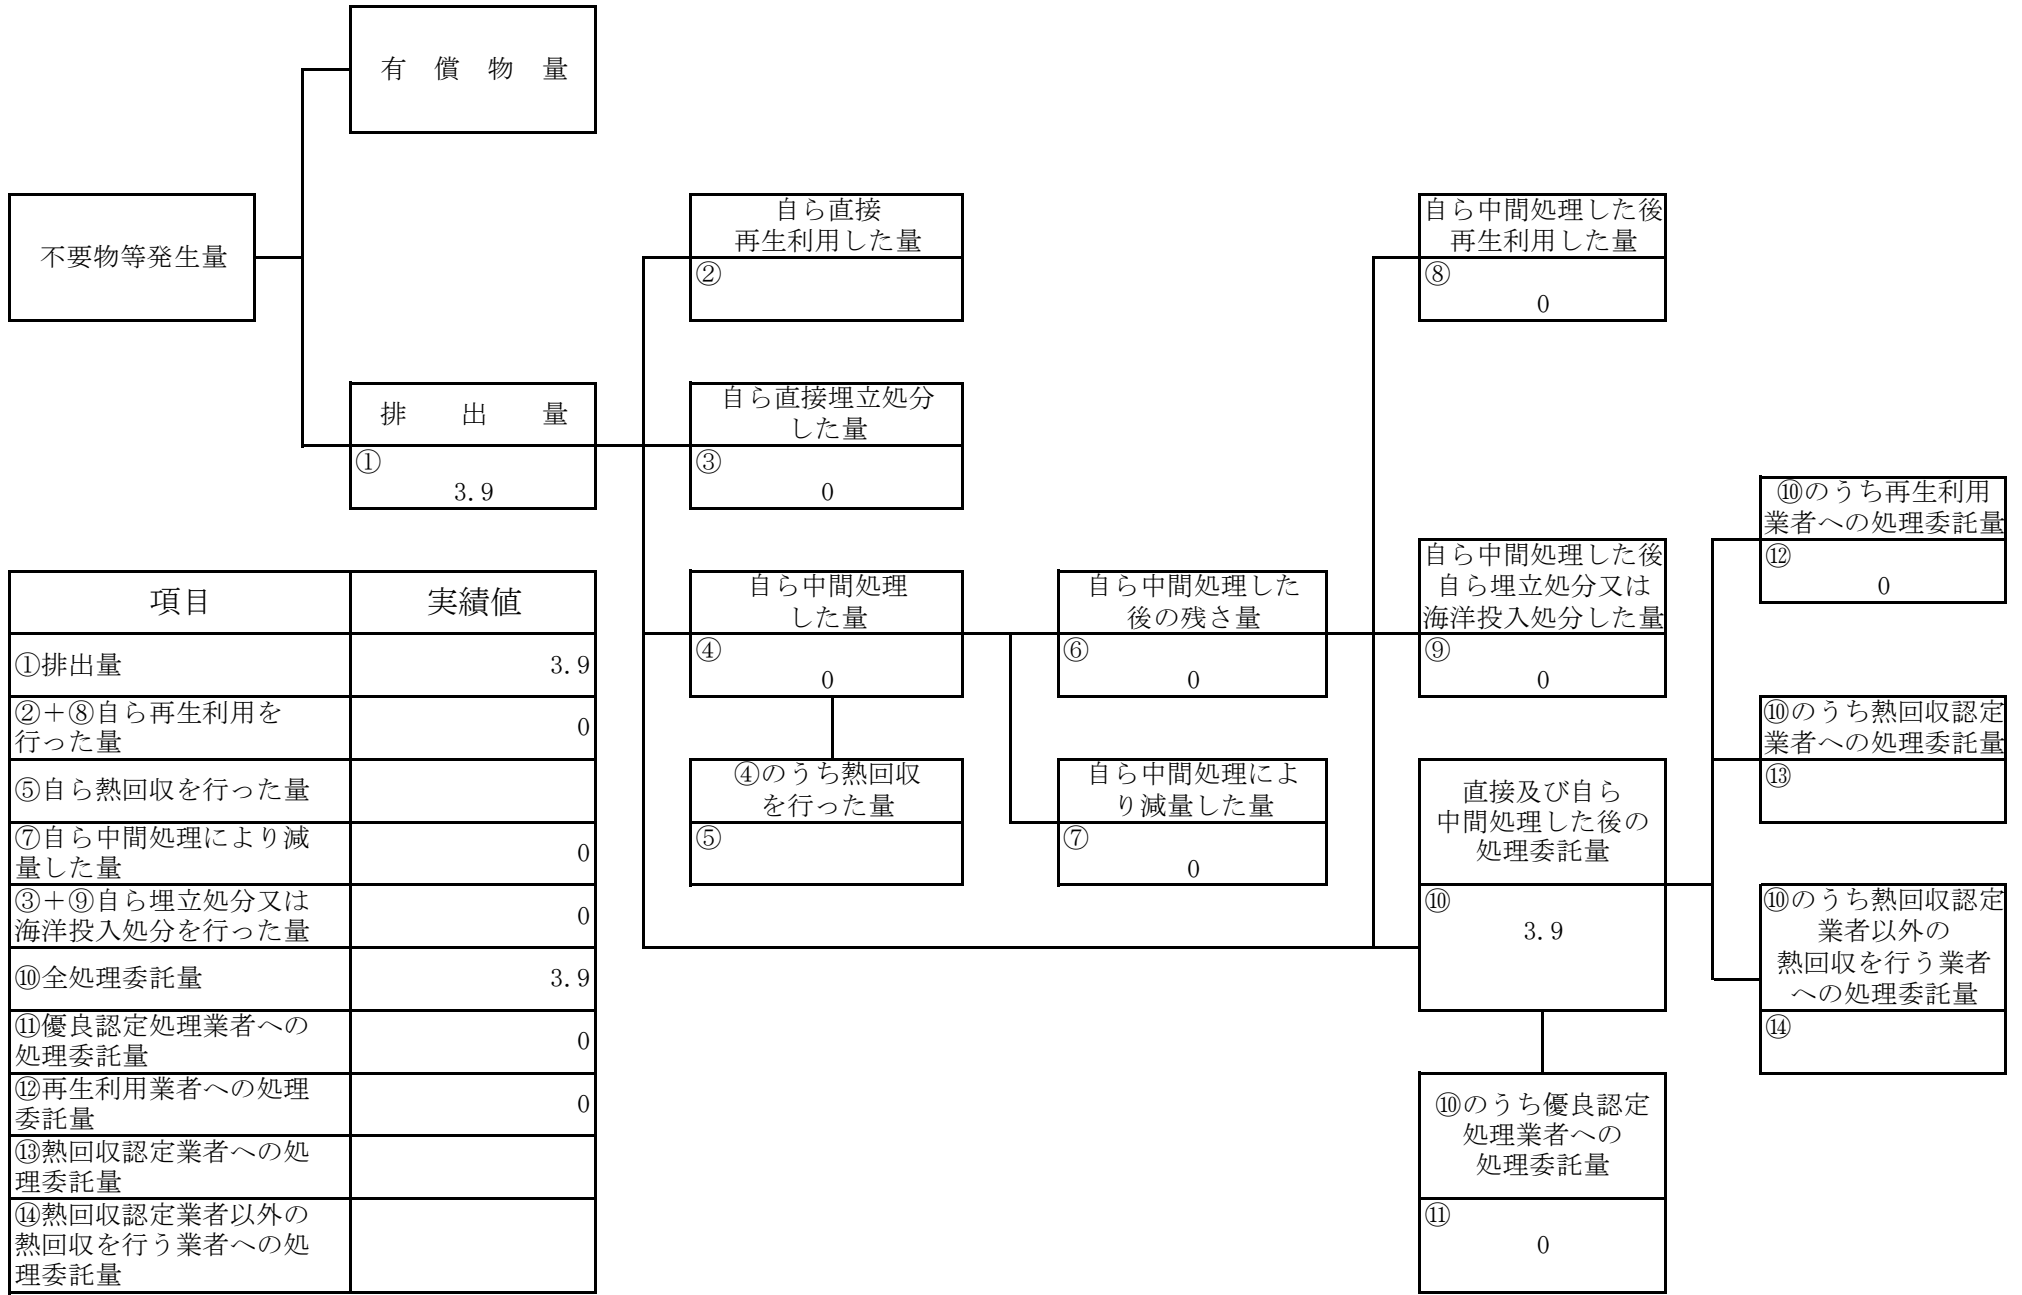 有　償　物　量
不要物等発生量
自ら直接
再生利用した量
②
自ら中間処理した後
再生利用した量
⑧
0
排　出　量
①
3.9
自ら直接埋立処分
した量
③
0
⑩のうち再生利用
業者への処理委託量
⑫
0
自ら中間処理
した量
④
0
自ら中間処理した
後の残さ量
⑥
0
自ら中間処理した後
自ら埋立処分又は
海洋投入処分した量
⑨
0
⑩のうち熱回収認定
業者への処理委託量
⑬
④のうち熱回収
を行った量
⑤
自ら中間処理によ
り減量した量
⑦
0
直接及び自ら
中間処理した後の
処理委託量
⑩
3.9
⑩のうち熱回収認定
業者以外の
熱回収を行う業者
への処理委託量
⑭
⑩のうち優良認定
処理業者への
処理委託量
⑪
0
項目 実績値
①排出量 3.9
②＋⑧自ら再生利用を
行った量 0
⑤自ら熱回収を行った量
⑦自ら中間処理により減
量した量 0
③＋⑨自ら埋立処分又は
海洋投入処分を行った量 0
⑩全処理委託量 3.9
⑪優良認定処理業者への
処理委託量 0
⑫再生利用業者への処理
委託量 0
⑬熱回収認定業者への処
理委託量
⑭熱回収認定業者以外の
熱回収を行う業者への処
理委託量